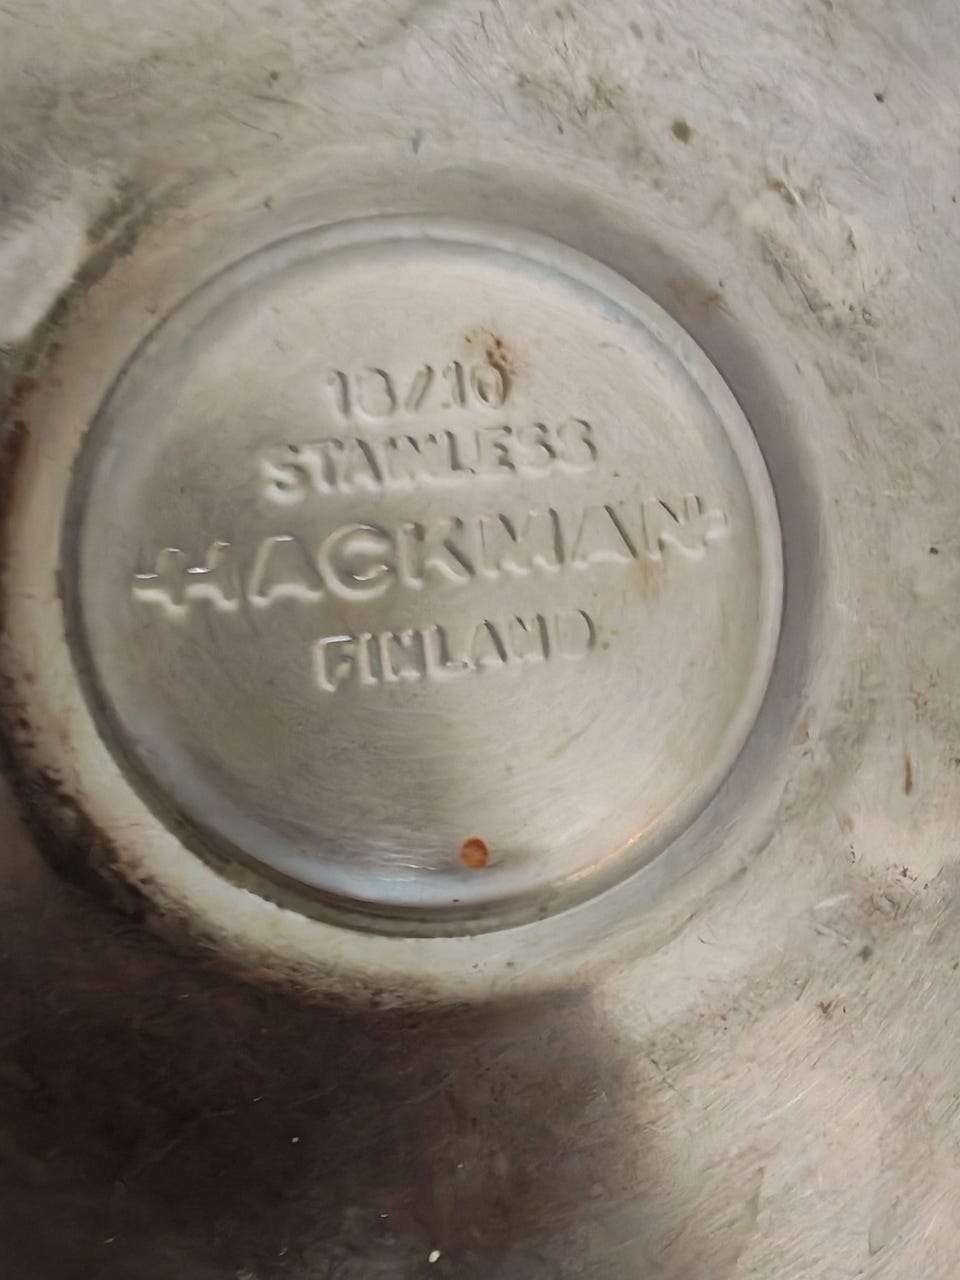 18/10
STAINLESS
HACKMAN
FINLAND